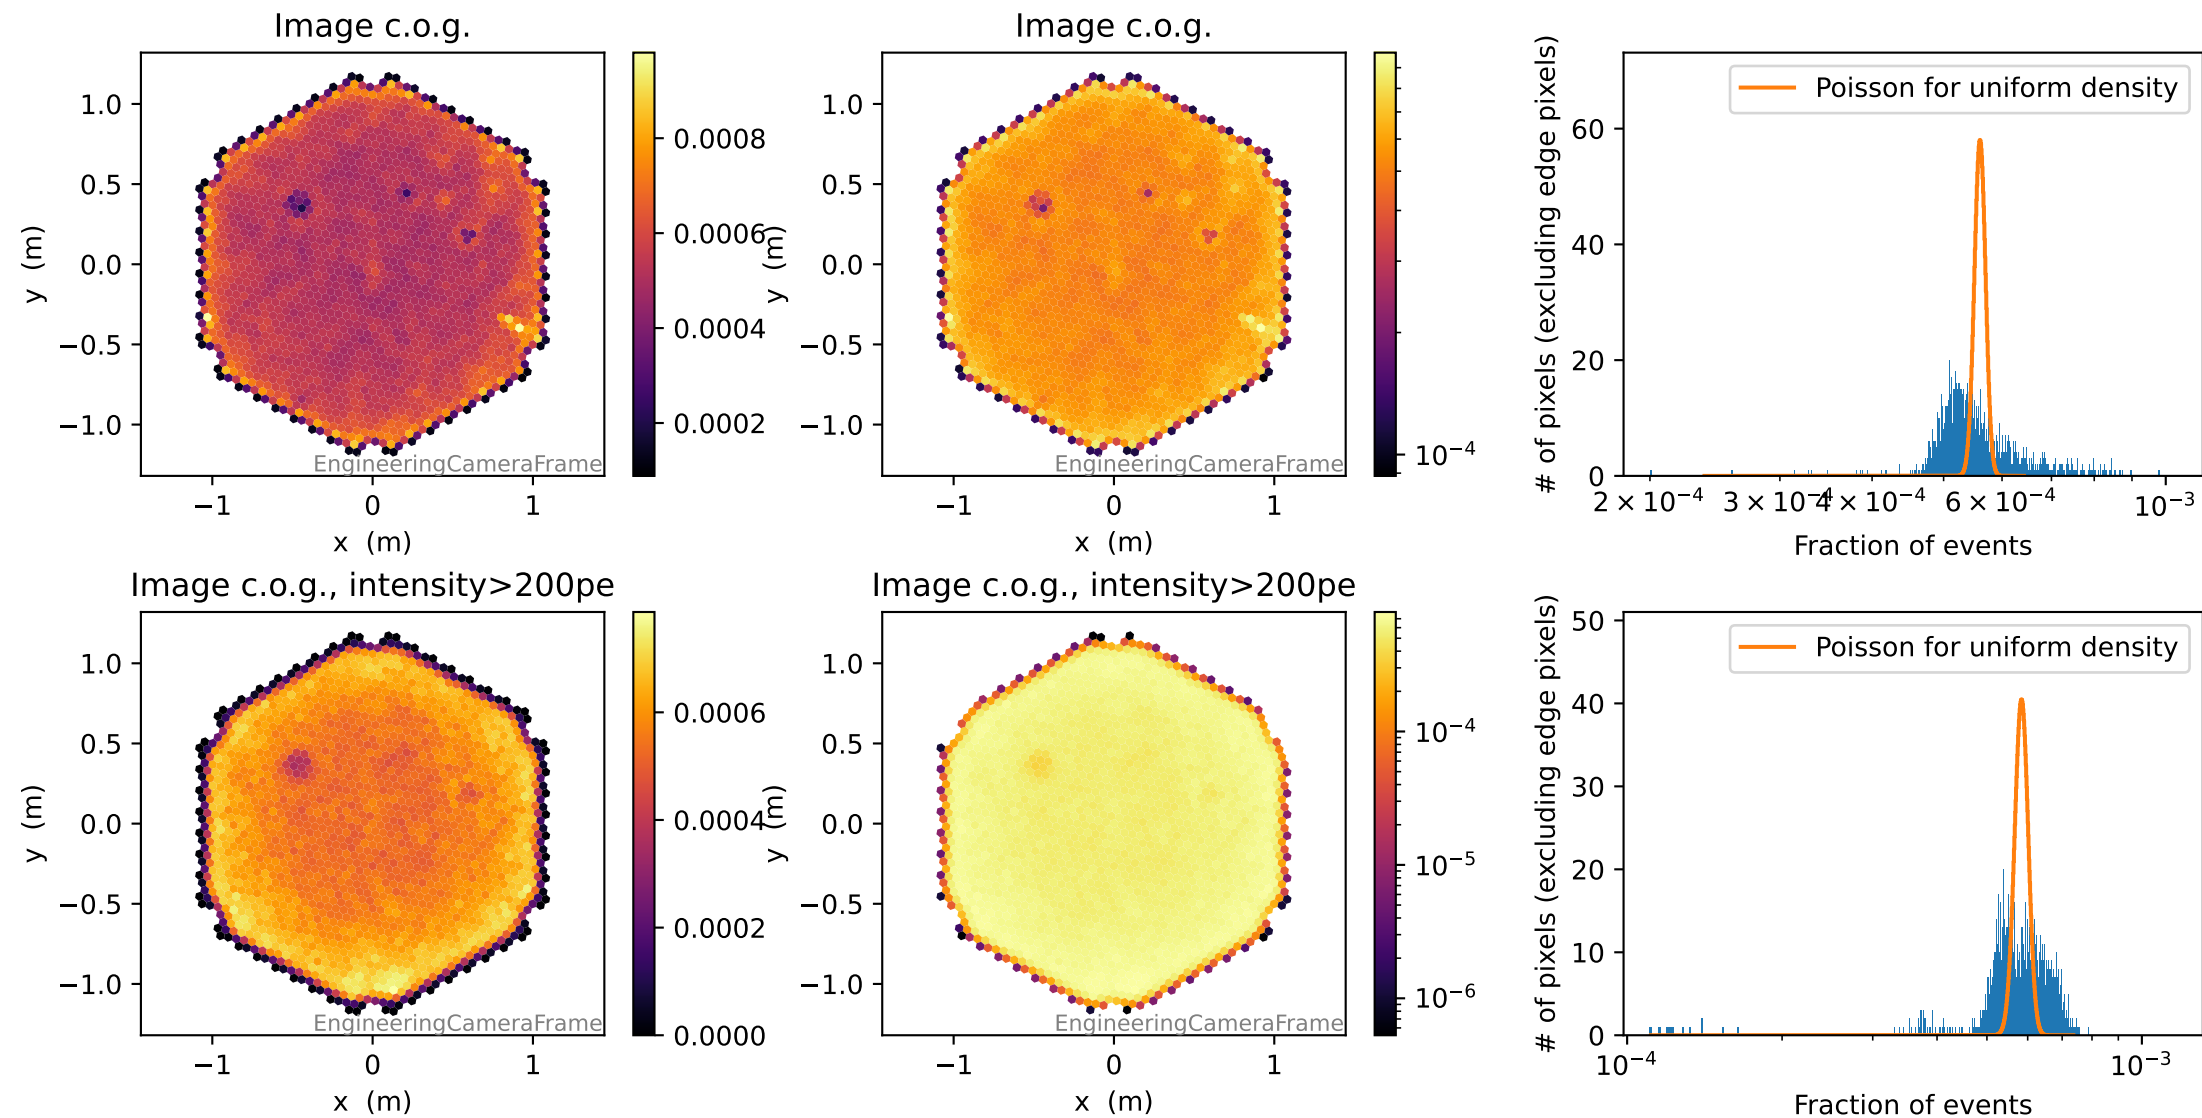 Image c.o.g.
1.0
0.5
0.0
−0.5
−1.0
y (m)
−1
0
1
x (m)
EngineeringCameraFrame
0.0008
0.0006
0.0004
0.0002
Image c.o.g.
1.0
0.5
0.0
−0.5
−1.0
y (m)
−1
0
1
x (m)
EngineeringCameraFrame
10⁻⁴
# of pixels (excluding edge pixels)
60
40
20
0
Poisson for uniform density
2 × 10⁻⁴
3 × 10⁻⁴
4 × 10⁻⁴
6 × 10⁻⁴
10⁻³
Fraction of events
Image c.o.g., intensity>200pe
1.0
0.5
0.0
−0.5
−1.0
y (m)
−1
0
1
x (m)
EngineeringCameraFrame
0.0006
0.0004
0.0002
0.0000
Image c.o.g., intensity>200pe
1.0
0.5
0.0
−0.5
−1.0
y (m)
−1
0
1
x (m)
EngineeringCameraFrame
10⁻⁴
10⁻⁵
10⁻⁶
# of pixels (excluding edge pixels)
50
40
30
20
10
0
Poisson for uniform density
10⁻⁴
10⁻³
Fraction of events